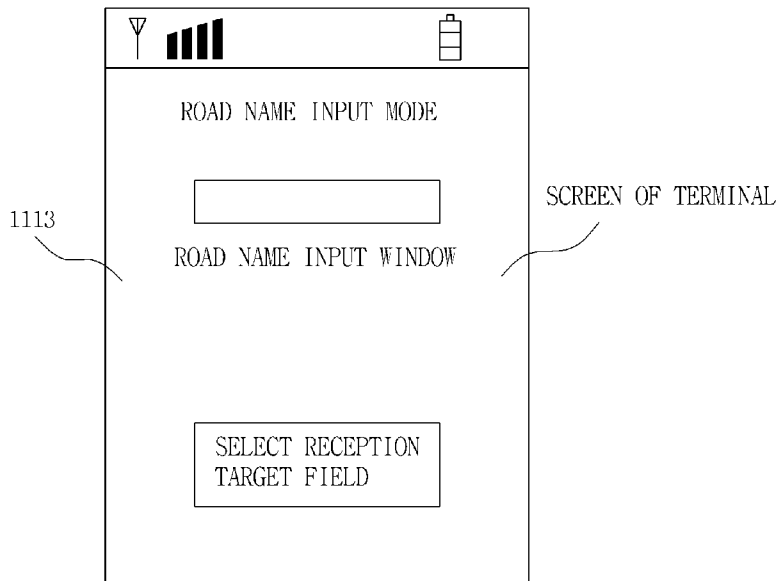 ROAD NAME INPUT MODE
SCREEN OF TERMINAL
1113
ROAD NAME INPUT WINDOW
SELECT RECEPTION
TARGET FIELD